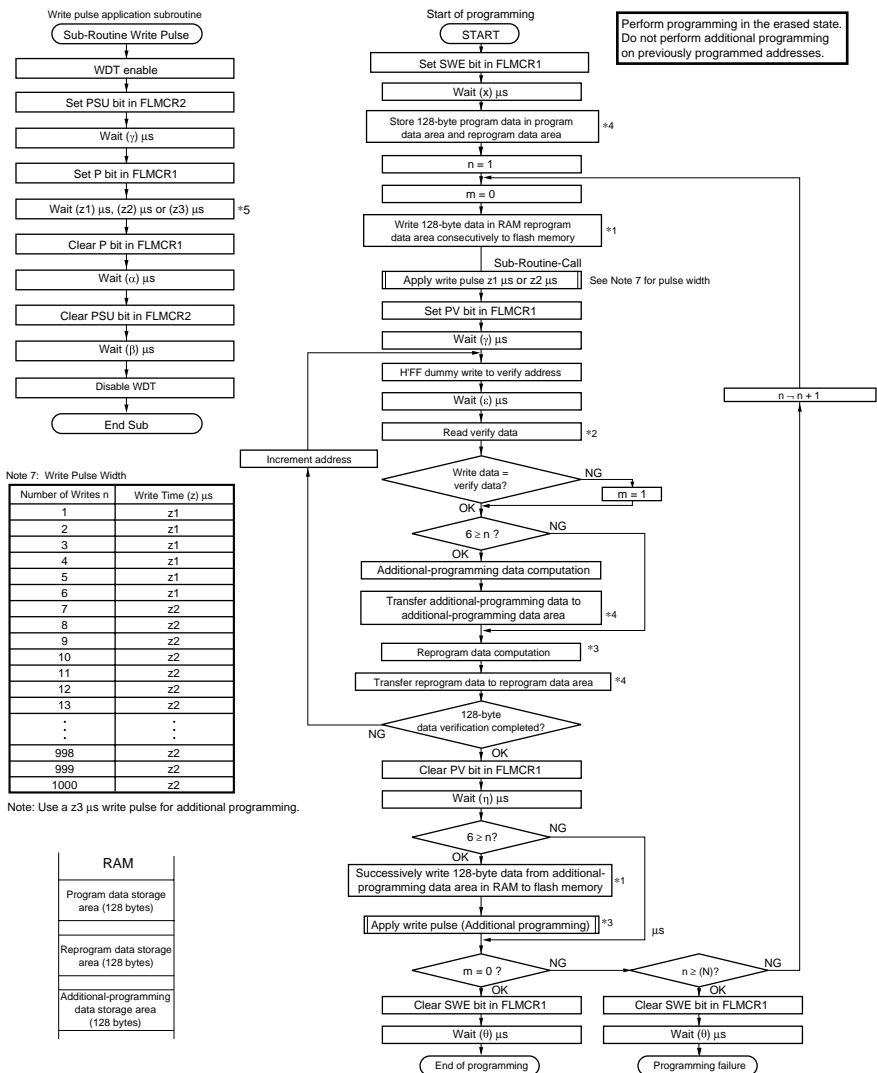 Write pulse application subroutine
Sub-Routine Write Pulse
WDT enable
Set PSU bit in FLMCR2
Wait (γ) μs
Set P bit in FLMCR1
Wait (z1) μs, (z2) μs or (z3) μs
*5
Clear P bit in FLMCR1
Wait (α) μs
Clear PSU bit in FLMCR2
Wait (β) μs
Disable WDT
End Sub
Note 7: Write Pulse Width
Number of Writes n Write Time (z) μs
1 z1
2 z1
3 z1
4 z1
5 z1
6 z1
7 z2
8 z2
9 z2
10 z2
11 z2
12 z2
13 z2
998 z2
999 z2
1000 z2
Note: Use a z3 μs write pulse for additional programming.
RAM
Program data storage
area (128 bytes)
Reprogram data storage
area (128 bytes)
Additional-programming
data storage area
(128 bytes)
Start of programming
START
Set SWE bit in FLMCR1
Wait (x) μs
Store 128-byte program data in program
data area and reprogram data area
*4
n = 1
m = 0
Write 128-byte data in RAM reprogram
data area consecutively to flash memory
*1
Sub-Routine-Call
Apply write pulse z1 μs or z2 μs
See Note 7 for pulse width
Set PV bit in FLMCR1
Wait (γ) μs
H'FF dummy write to verify address
Wait (ε) μs
Read verify data
*2
Increment address
Write data =
verify data?
NG
m = 1
OK
6 ≥ n ?
NG
OK
Additional-programming data computation
Transfer additional-programming data to
additional-programming data area
*4
Reprogram data computation
*3
Transfer reprogram data to reprogram data area
*4
128-byte
data verification completed?
NG
OK
Clear PV bit in FLMCR1
Wait (η) μs
6 ≥ n?
NG
OK
Successively write 128-byte data from additional-
programming data area in RAM to flash memory
*1
Apply write pulse (Additional programming)
*3
μs
m = 0 ?
NG
OK
Clear SWE bit in FLMCR1
Wait (θ) μs
End of programming
n ≥ (N)?
NG
OK
Clear SWE bit in FLMCR1
Wait (θ) μs
Programming failure
n ¬ n + 1
Perform programming in the erased state.
Do not perform additional programming
on previously programmed addresses.